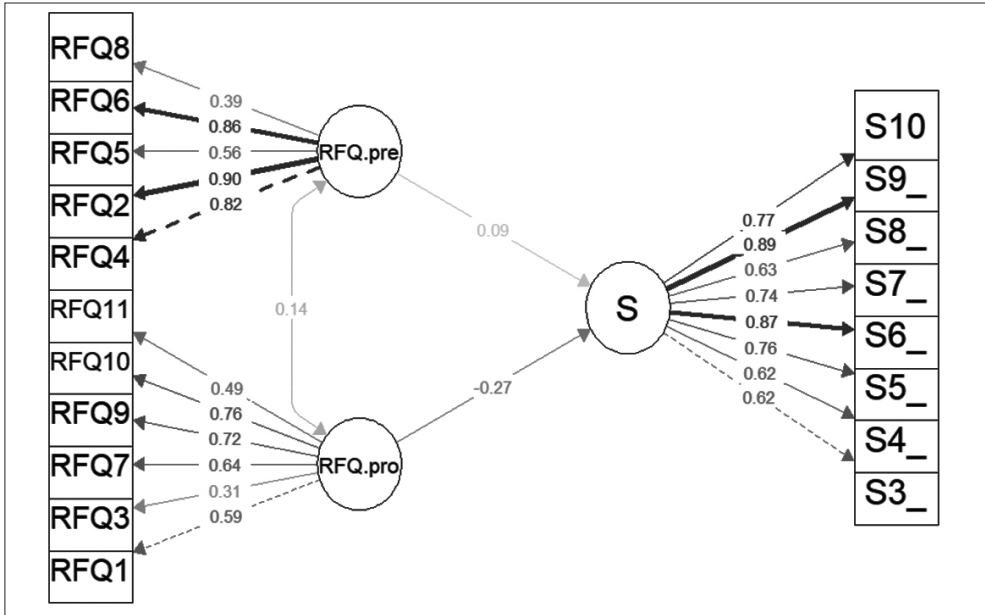 RFQ8
RFQ6
RFQ5
RFQ2
RFQ4
RFQ11
RFQ10
RFQ9
RFQ7
RFQ3
RFQ1
0.39
0.86
0.56
0.90
0.82
RFQ.pre
0.14
0.49
0.76
0.72
0.64
0.31
0.59
RFQ.pro
0.09
-0.27
S
0.77
0.89
0.63
0.74
0.87
0.76
0.62
0.62
S10
S9_
S8_
S7_
S6_
S5_
S4_
S3_